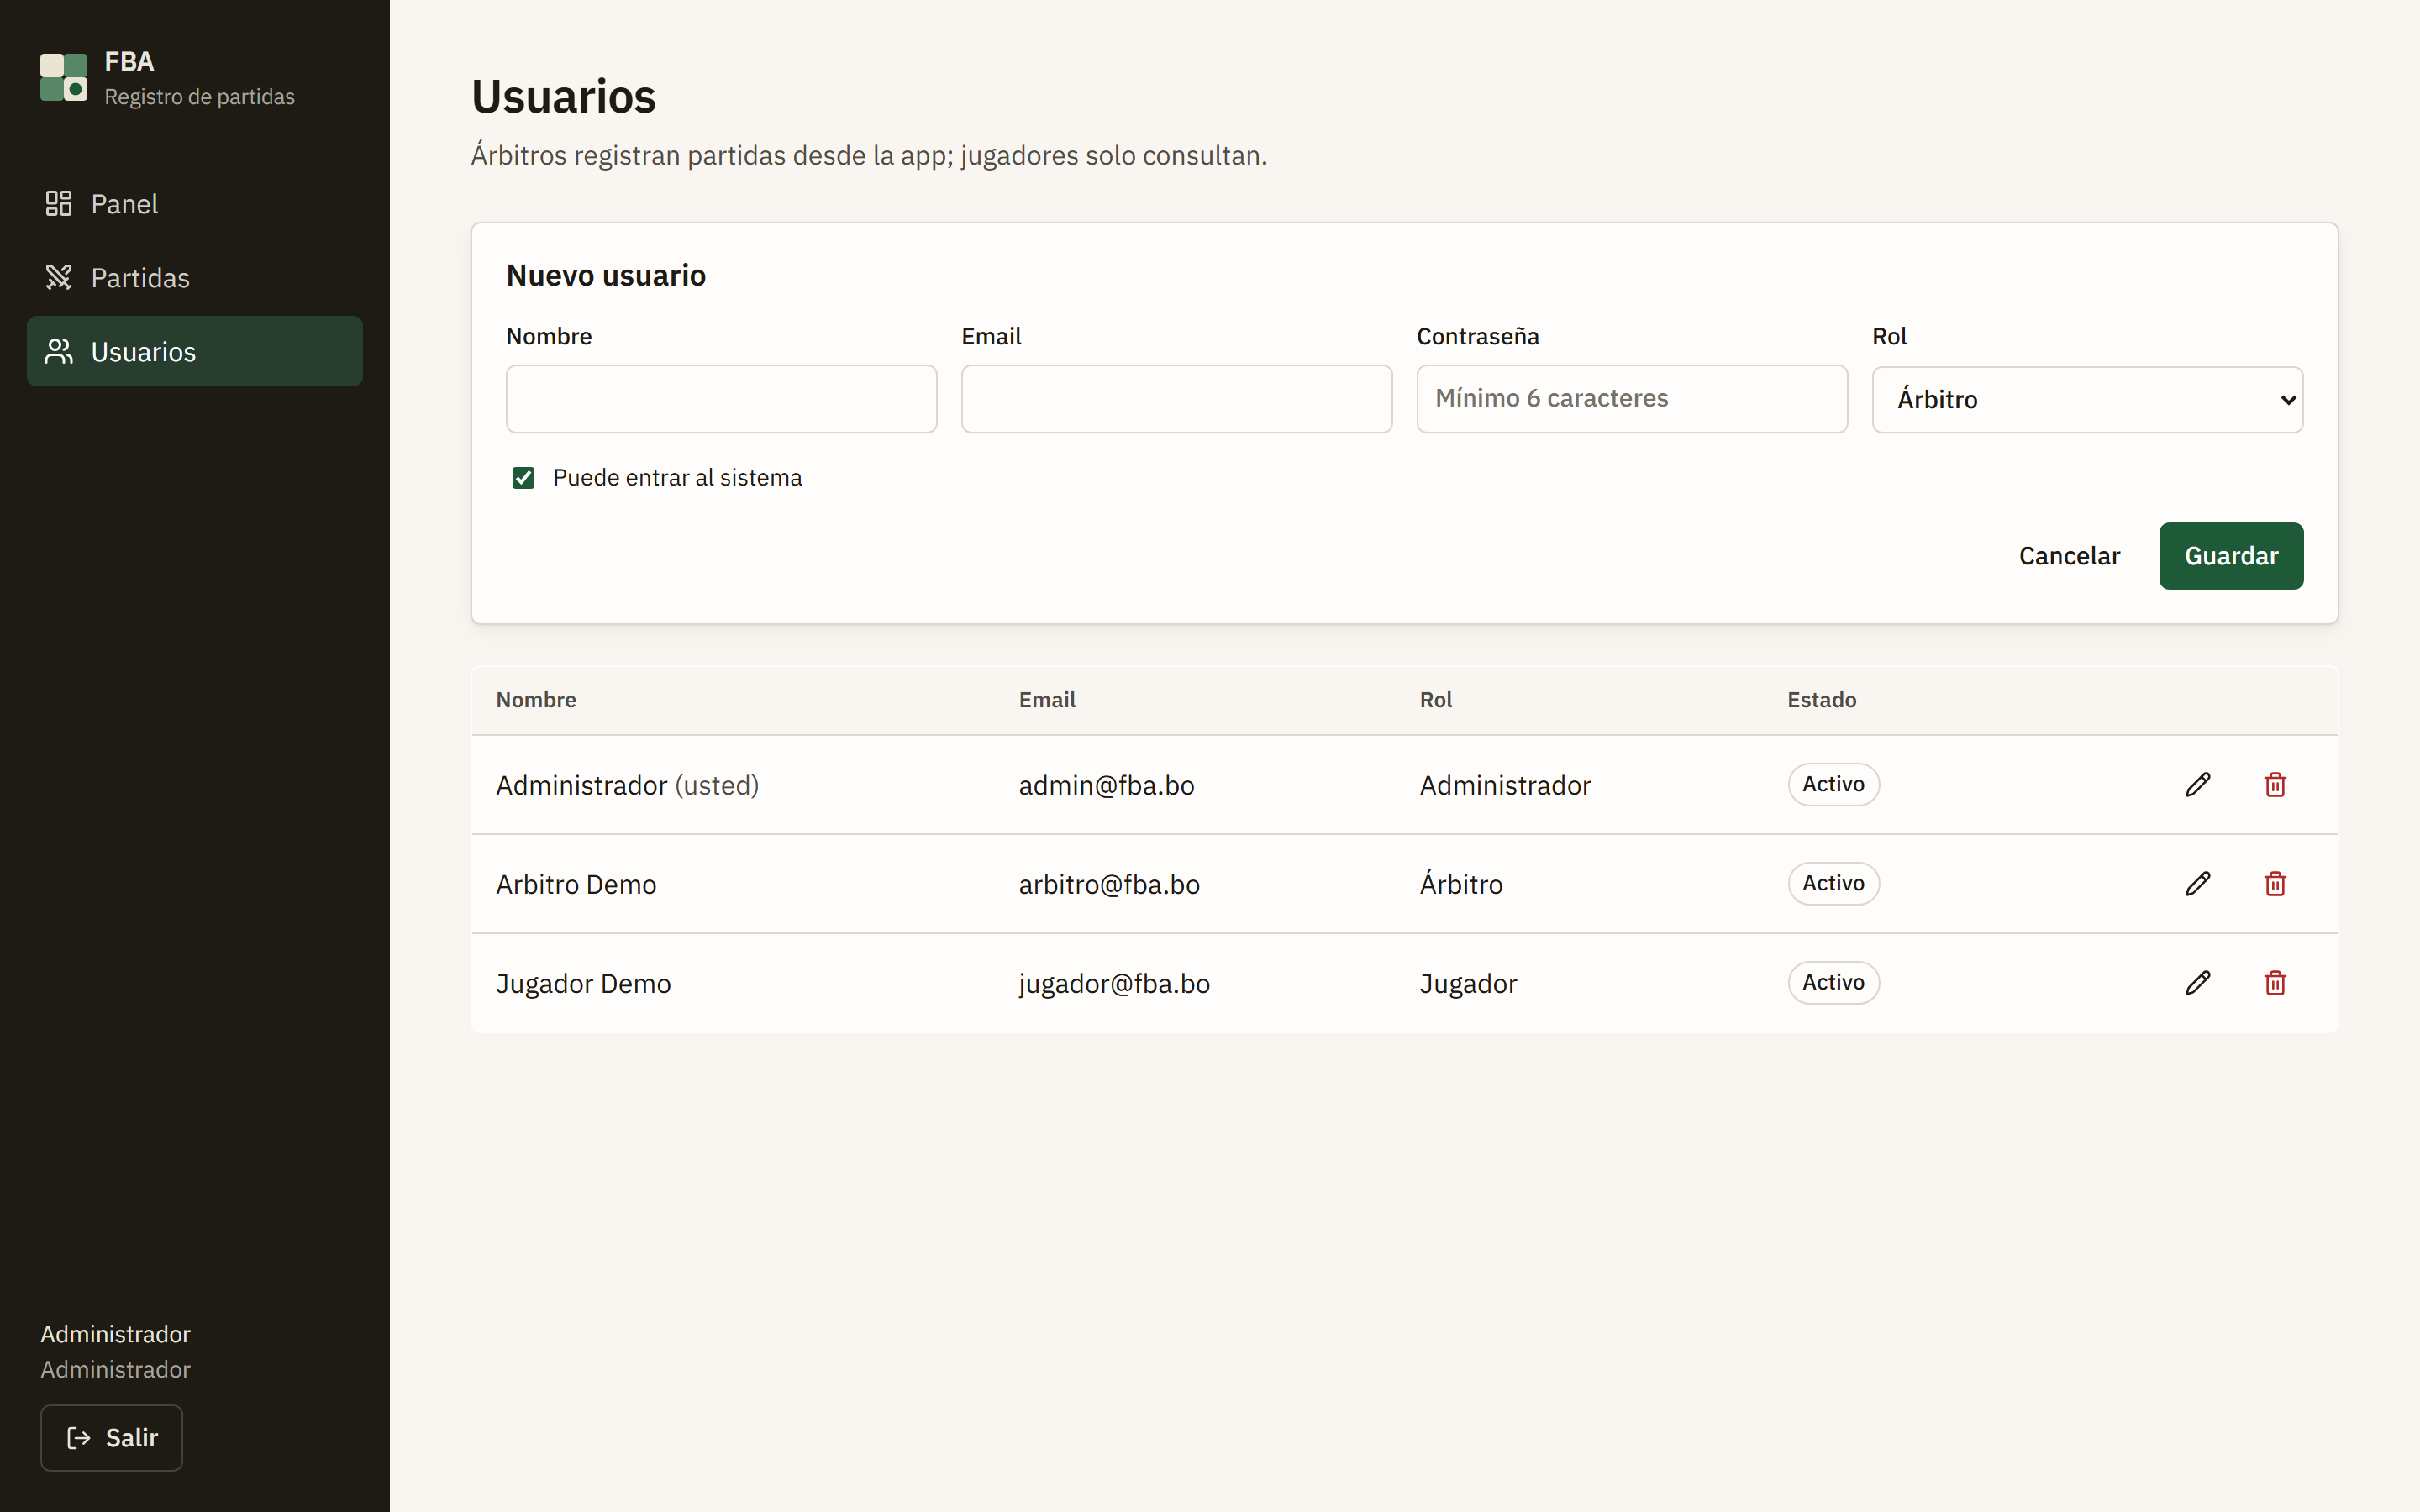 FBA
Registro de partidas
Panel
Partidas
Usuarios
Administrador
Administrador
Salir
Usuarios
Árbitros registran partidas desde la app; jugadores solo consultan.
Nuevo usuario
Nombre Email Contraseña Rol
Mínimo 6 caracteres Árbitro
Puede entrar al sistema
Cancelar Guardar
Nombre Email Rol Estado
Administrador (usted) admin@fba.bo Administrador Activo
Arbitro Demo arbitro@fba.bo Árbitro Activo
Jugador Demo jugador@fba.bo Jugador Activo